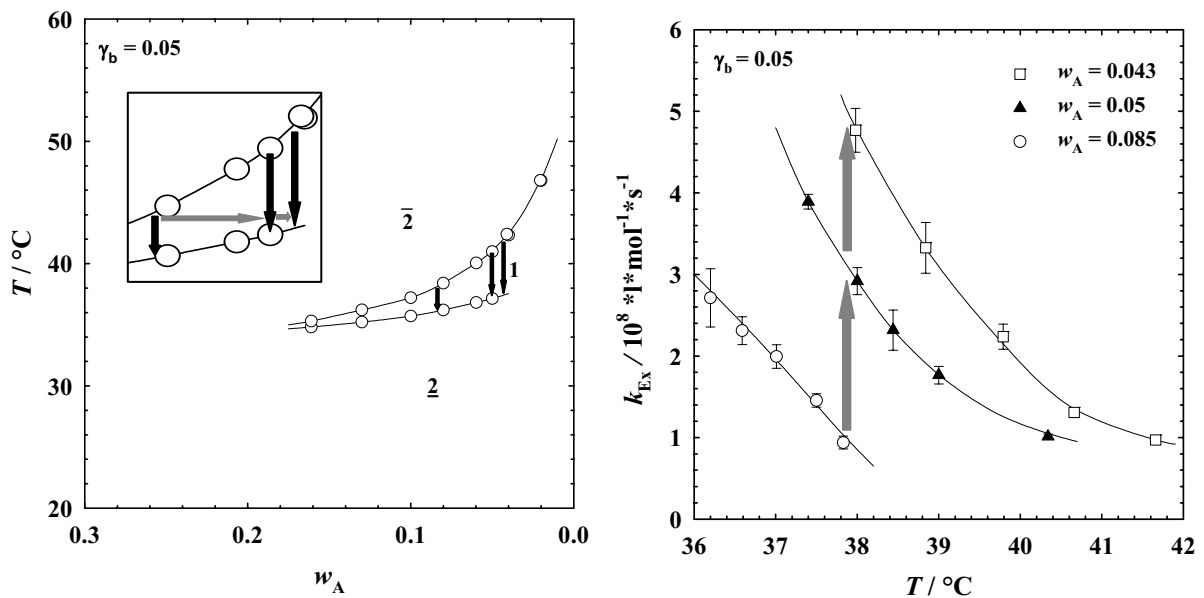 γb = 0.05
60
50
40
30
20
T / °C
2̅
1
2̲
0.3
0.2
0.1
0.0
wA
γb = 0.05
wA = 0.043
wA = 0.05
wA = 0.085
6
5
4
3
2
1
0
kEx / 10⁸ *l*mol⁻¹*s⁻¹
36
37
38
39
40
41
42
T / °C